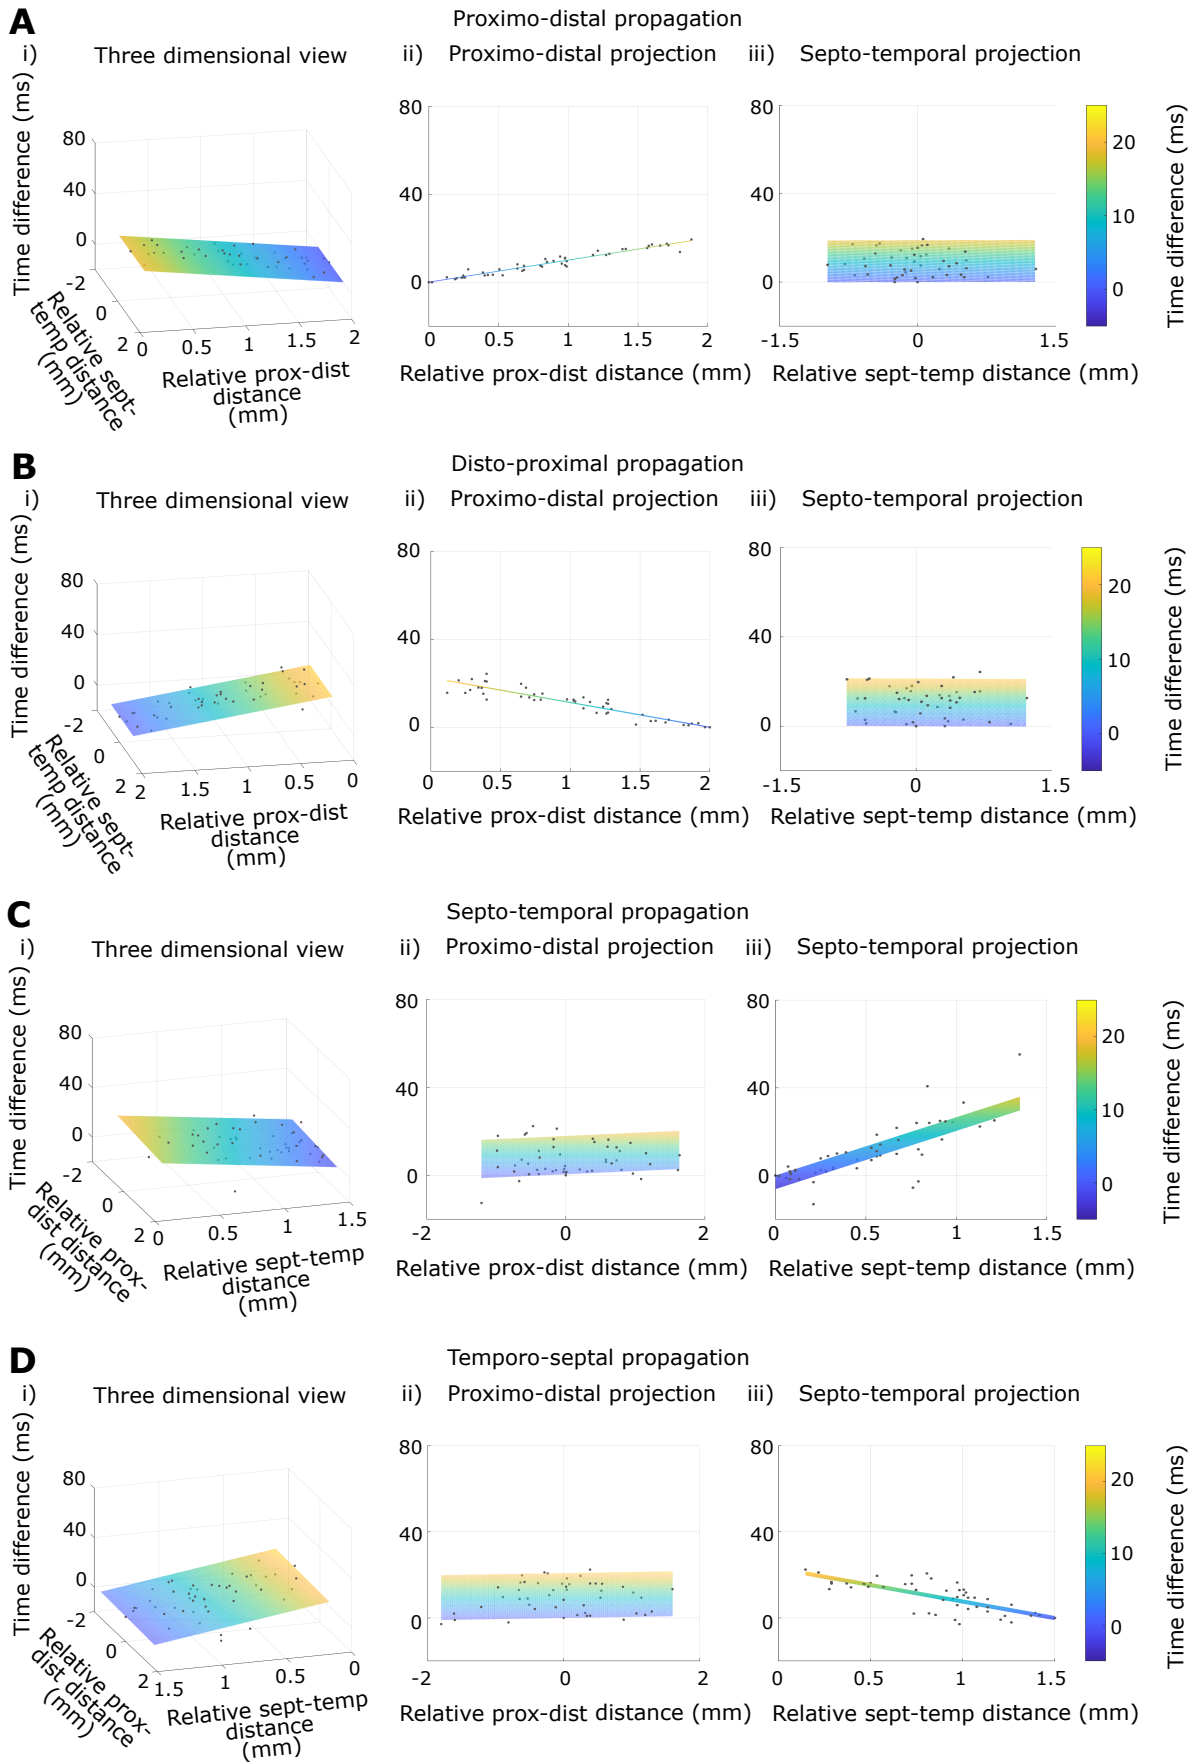 A
Proximo-distal propagation
i)
Three dimensional view
ii)
Proximo-distal projection
iii)
Septo-temporal projection
Time difference (ms)
80
40
0
-2
0
2
Relative sept-
temp distance
(mm)
0
0.5
1
1.5
2
Relative prox-dist
distance
(mm)
80
40
0
0
1
2
Relative prox-dist distance (mm)
80
40
0
-1.5
0
1.5
Relative sept-temp distance (mm)
20
10
0
Time difference (ms)
B
Disto-proximal propagation
i)
Three dimensional view
ii)
Proximo-distal projection
iii)
Septo-temporal projection
Time difference (ms)
80
40
0
-2
0
2
Relative sept-
temp distance
(mm)
2
1.5
1
0.5
0
Relative prox-dist
distance
(mm)
80
40
0
0
1
2
Relative prox-dist distance (mm)
80
40
0
-1.5
0
1.5
Relative sept-temp distance (mm)
20
10
0
Time difference (ms)
C
Septo-temporal propagation
i)
Three dimensional view
ii)
Proximo-distal projection
iii)
Septo-temporal projection
Time difference (ms)
80
40
0
-2
0
2
Relative prox-
dist distance
(mm)
0
0.5
1
1.5
Relative sept-temp
distance
(mm)
80
40
0
-2
0
2
Relative prox-dist distance (mm)
80
40
0
0
0.5
1
1.5
Relative sept-temp distance (mm)
20
10
0
Time difference (ms)
D
Temporo-septal propagation
i)
Three dimensional view
ii)
Proximo-distal projection
iii)
Septo-temporal projection
Time difference (ms)
80
40
0
-2
0
2
Relative prox-
dist distance
(mm)
1.5
1
0.5
0
Relative sept-temp
distance
(mm)
80
40
0
-2
0
2
Relative prox-dist distance (mm)
80
40
0
0
0.5
1.0
1.5
Relative sept-temp distance (mm)
20
10
0
Time difference (ms)